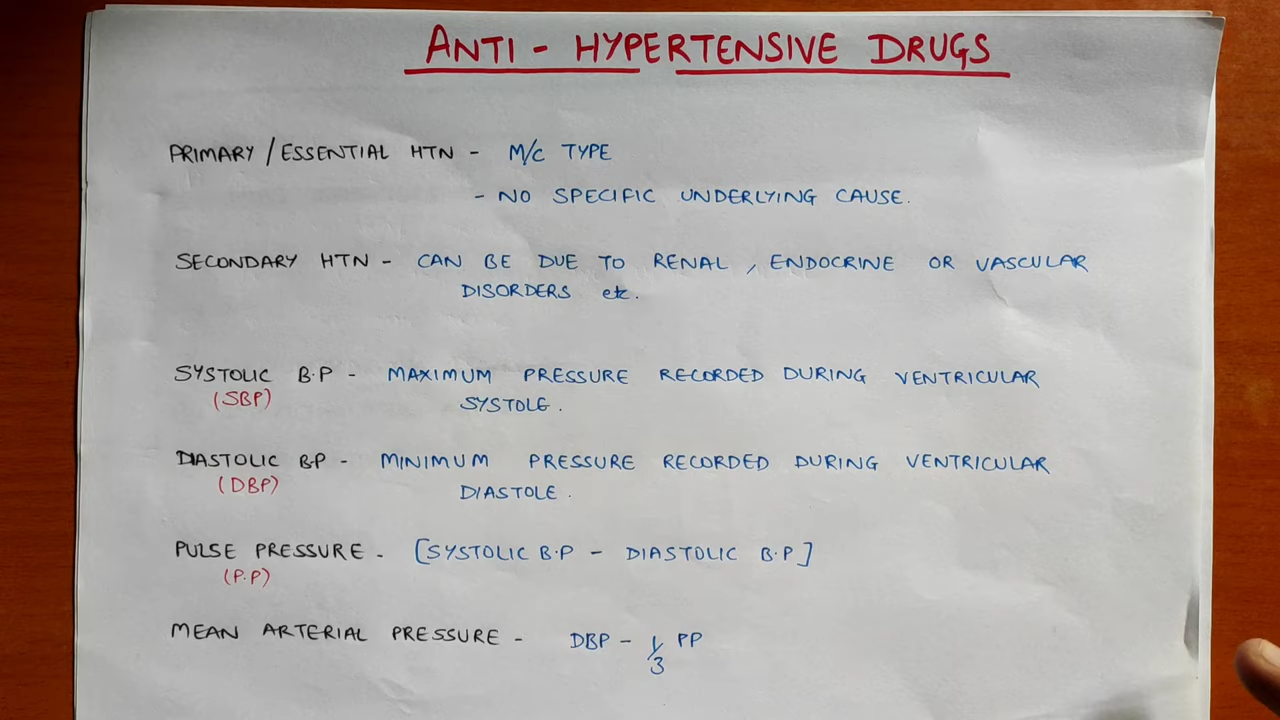 ANTI - HYPERTENSIVE DRUGS
PRIMARY / ESSENTIAL HTN - M/C TYPE
- NO SPECIFIC UNDERLYING CAUSE.
SECONDARY HTN - CAN BE DUE TO RENAL, ENDOCRINE OR VASCULAR
DISORDERS etc.
SYSTOLIC B.P - MAXIMUM PRESSURE RECORDED DURING VENTRICULAR
(SBP) SYSTOLE.
DIASTOLIC B.P - MINIMUM PRESSURE RECORDED DURING VENTRICULAR
(DBP) DIASTOLE.
PULSE PRESSURE - [SYSTOLIC B.P - DIASTOLIC B.P]
(P.P)
MEAN ARTERIAL PRESSURE - DBP - 1/3 PP